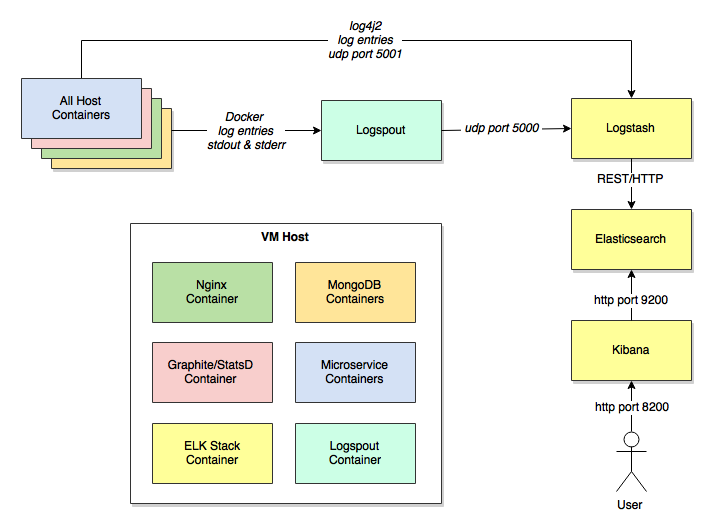 log4j2
log entries
udp port 5001
All Host
Containers
Docker
log entries
stdout & stderr
Logspout
udp port 5000
Logstash
REST/HTTP
Elasticsearch
http port 9200
Kibana
http port 8200
User
VM Host
Nginx
Container
MongoDB
Containers
Graphite/StatsD
Container
Microservice
Containers
ELK Stack
Container
Logspout
Container